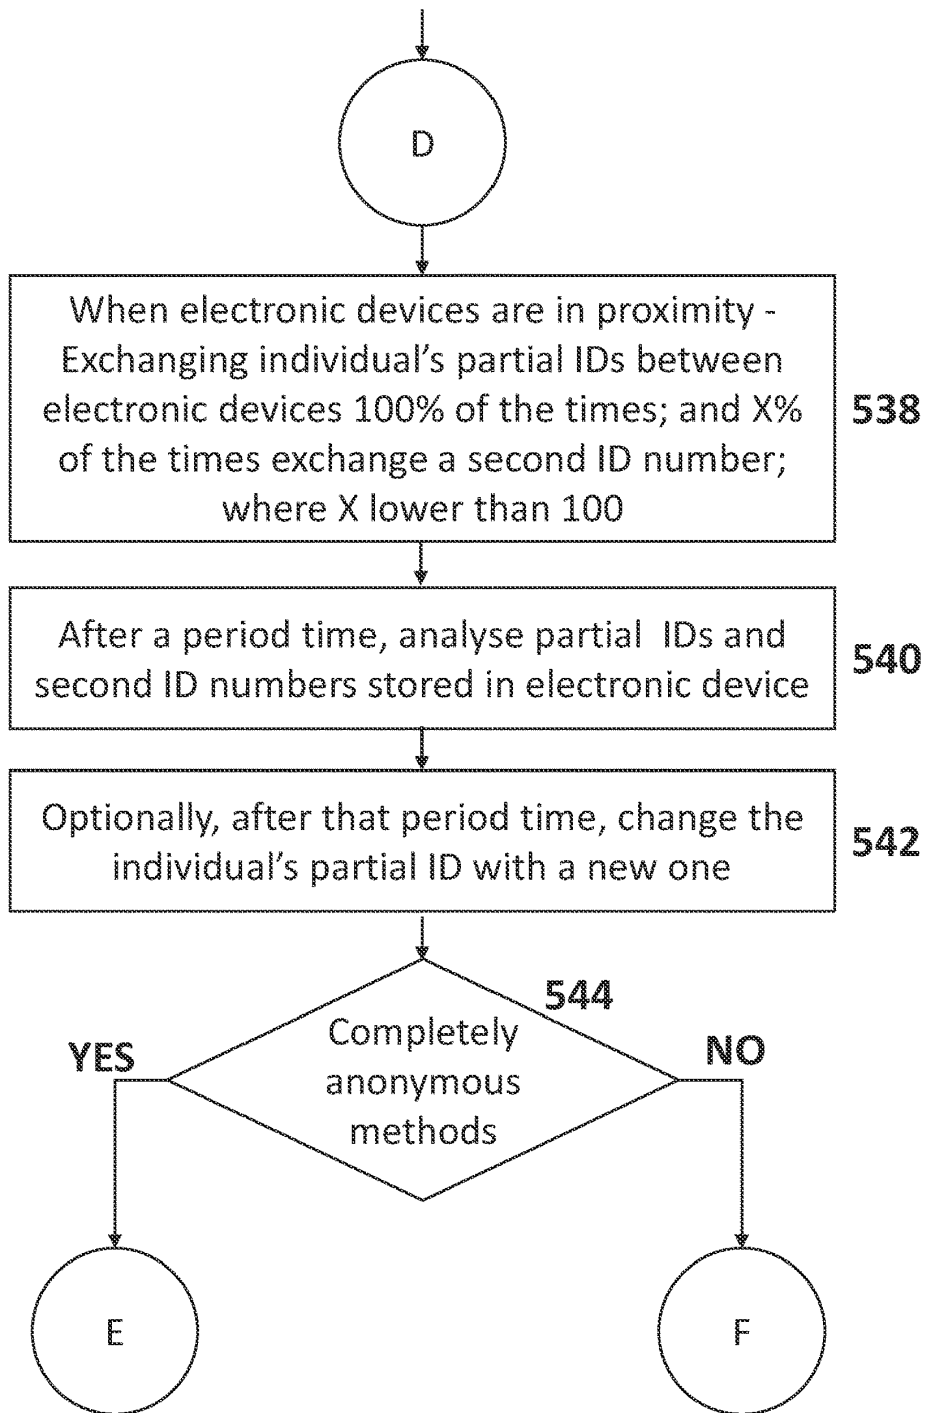 D
When electronic devices are in proximity -
Exchanging individual's partial IDs between
electronic devices 100% of the times; and X%
of the times exchange a second ID number;
where X lower than 100
538
After a period time, analyse partial IDs and
second ID numbers stored in electronic device
540
Optionally, after that period time, change the
individual's partial ID with a new one
542
544
Completely
anonymous
methods
YES
NO
E
F